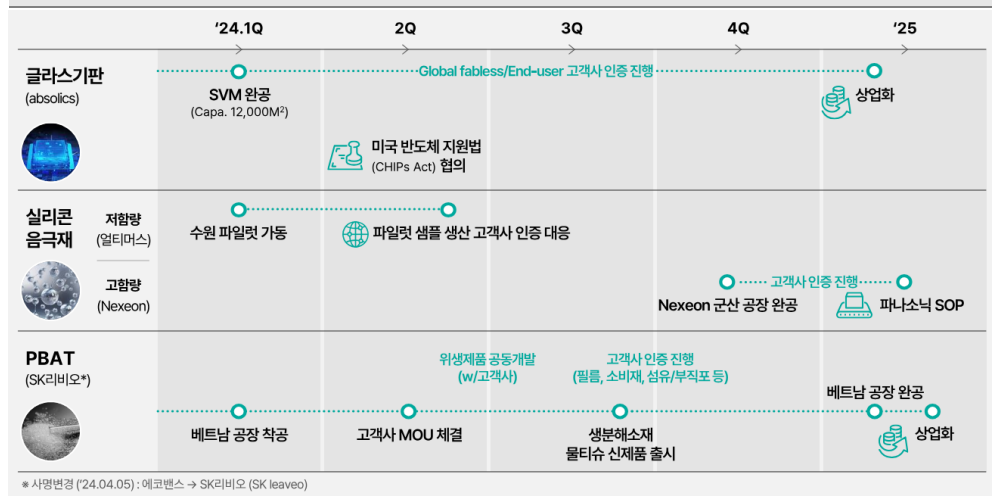 ‘24.1Q 2Q 3Q 4Q ‘25
글라스기판
(absolics)
Global fabless/End-user 고객사 인증 진행
SVM 완공
(Capa. 12,000M²)
상업화
미국 반도체 지원법
(CHIPs Act) 협의
실리콘
음극재
저함량
(얼티머스)
수원 파일럿 가동
파일럿 샘플 생산 고객사 인증 대응
고함량
(Nexeon)
고객사 인증 진행
Nexeon 군산 공장 완공
파나소닉 SOP
PBAT
(SK리비오*)
위생제품 공동개발
(w/고객사)
고객사 인증 진행
(필름, 소비재, 섬유/부직포 등)
베트남 공장 완공
베트남 공장 착공
고객사 MOU 체결
생분해소재
물티슈 신제품 출시
상업화
※ 사명변경 (’24.04.05) : 에코밴스 → SK리비오 (SK leaveo)